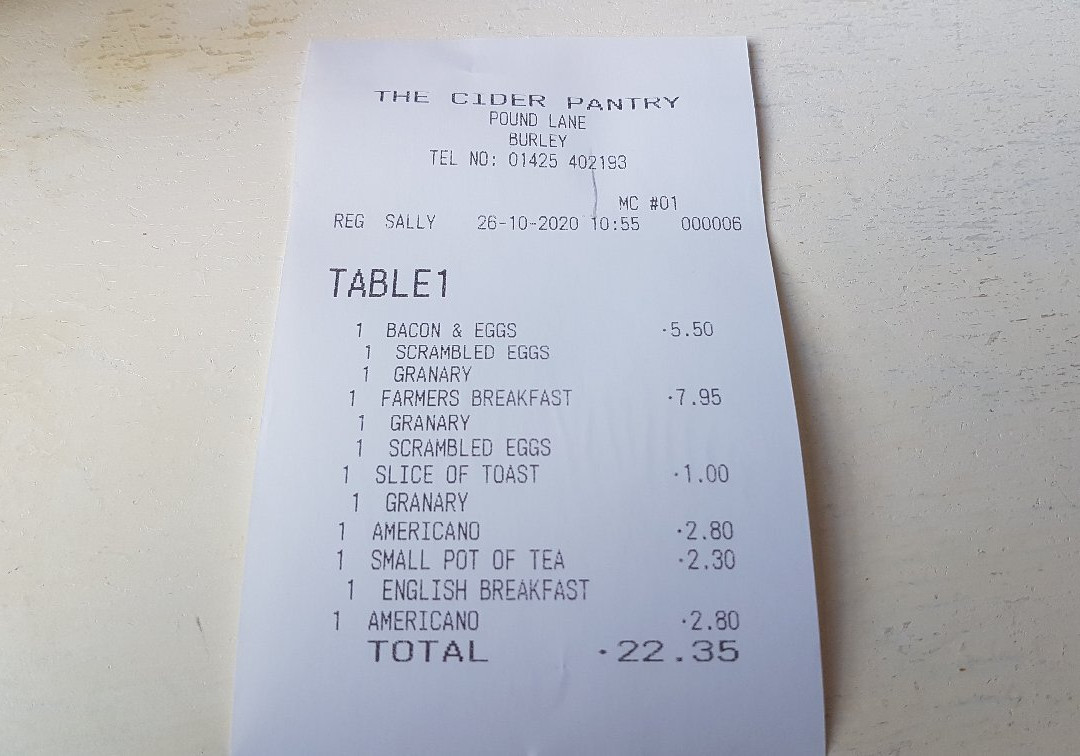 THE CIDER PANTRY
POUND LANE
BURLEY
TEL NO: 01425 402193
MC #01
REG SALLY 26-10-2020 10:55 000006
TABLE1
1 BACON & EGGS ·5.50
1 SCRAMBLED EGGS
1 GRANARY
1 FARMERS BREAKFAST ·7.95
1 GRANARY
1 SCRAMBLED EGGS
1 SLICE OF TOAST ·1.00
1 GRANARY
1 AMERICANO ·2.80
1 SMALL POT OF TEA ·2.30
1 ENGLISH BREAKFAST
1 AMERICANO ·2.80
TOTAL ·22.35